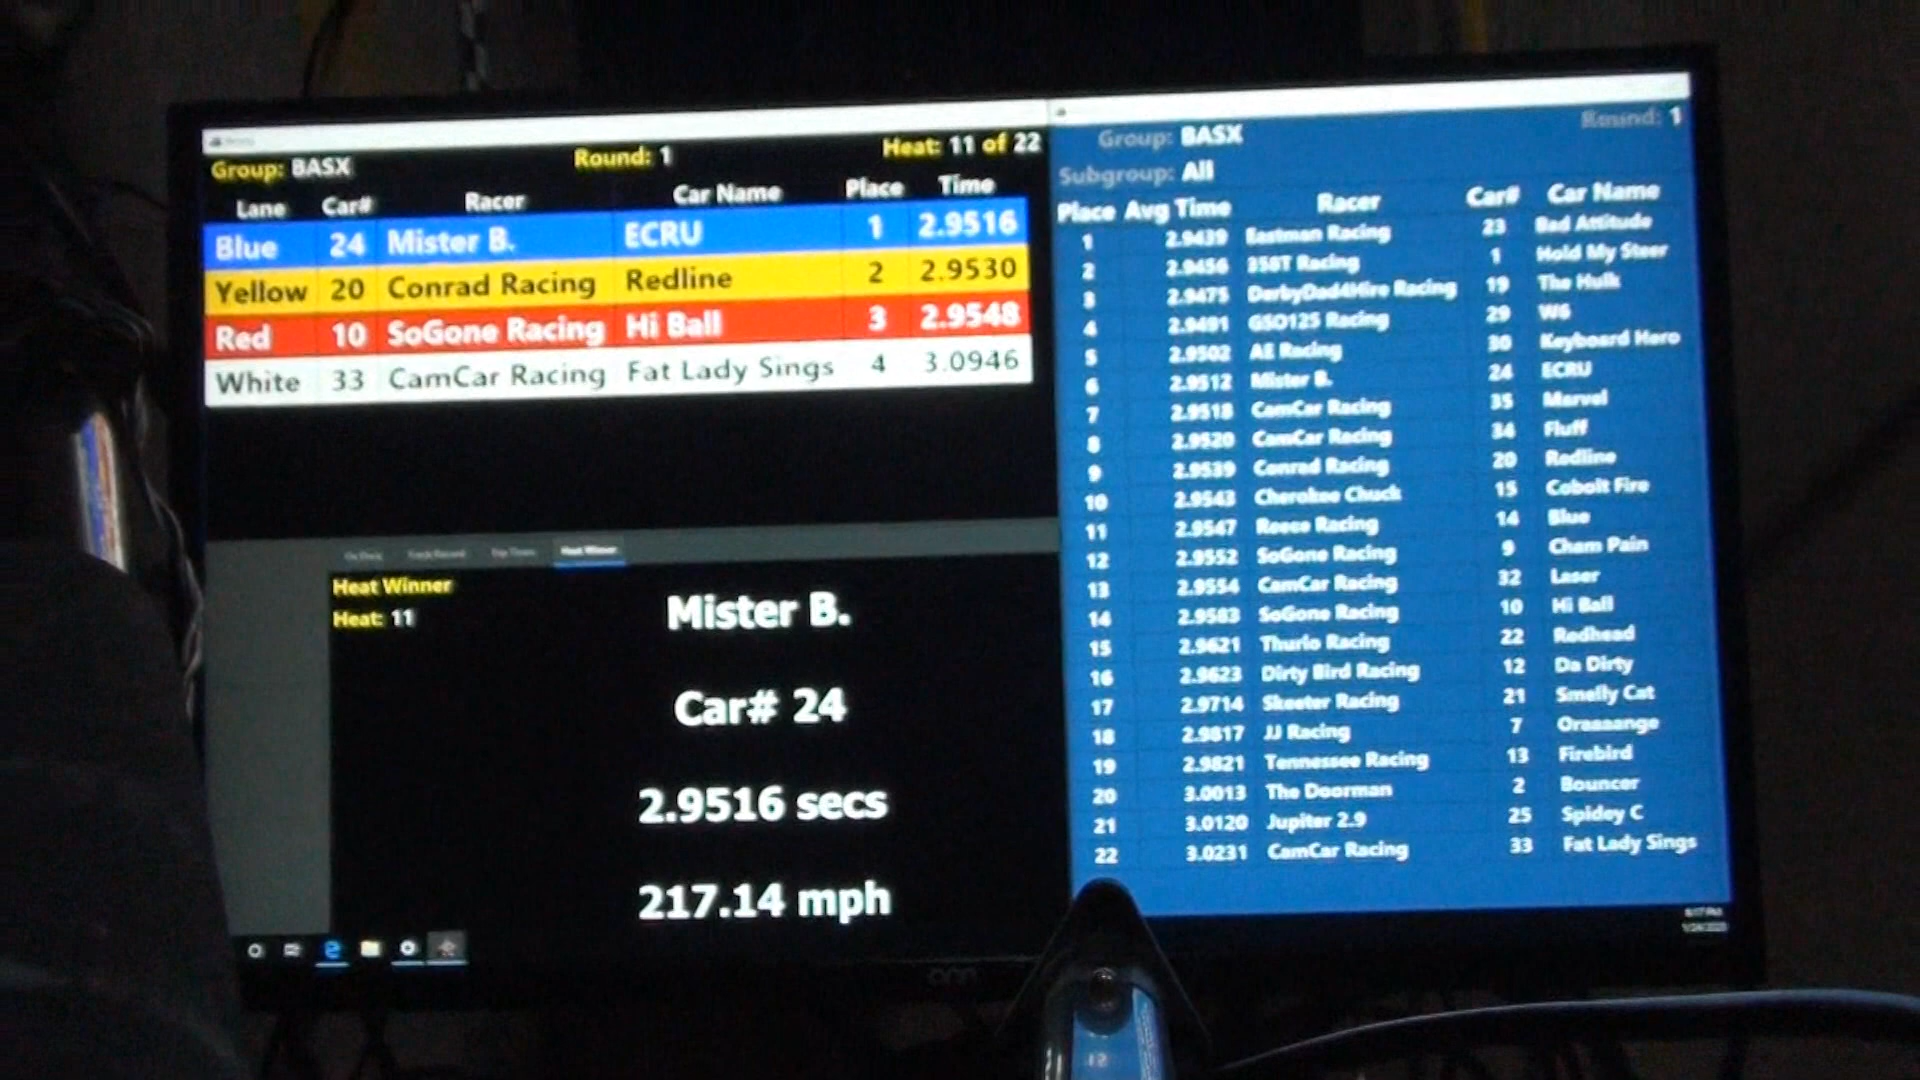 Group: BASX Round: 1 Heat: 11 of 22
Lane Car# Racer Car Name Place Time
Blue 24 Mister B. ECRU 1 2.9516
Yellow 20 Conrad Racing Redline 2 2.9530
Red 10 SoGone Racing Hi Ball 3 2.9548
White 33 CamCar Racing Fat Lady Sings 4 3.0946
Heat Winner
Heat Winner
Heat: 11
Mister B.
Car# 24
2.9516 secs
217.14 mph
Group: BASX Round: 1
Subgroup: All
Place Avg Time Racer Car# Car Name
1 2.9439 Eastman Racing 23 Bad Attitude
2 2.9456 358T Racing 1 Hold My Steer
3 2.9475 DerbyDad4Hire Racing 19 The Hulk
4 2.9491 GSO125 Racing 29 W6
5 2.9502 AE Racing 30 Keyboard Hero
6 2.9512 Mister B. 24 ECRU
7 2.9518 CamCar Racing 35 Marvel
8 2.9520 CamCar Racing 34 Fluff
9 2.9539 Conrad Racing 20 Redline
10 2.9543 Cherokee Chuck 15 Cobolt Fire
11 2.9547 Reese Racing 14 Blue
12 2.9552 SoGone Racing 9 Cham Pain
13 2.9554 CamCar Racing 32 Laser
14 2.9583 SoGone Racing 10 Hi Ball
15 2.9621 Thurlo Racing 22 Redhead
16 2.9623 Dirty Bird Racing 12 Da Dirty
17 2.9714 Skeeter Racing 21 Smelly Cat
18 2.9817 JJ Racing 7 Oraaaange
19 2.9821 Tennessee Racing 13 Firebird
20 3.0013 The Doorman 2 Bouncer
21 3.0120 Jupiter 2.9 25 Spidey C
22 3.0231 CamCar Racing 33 Fat Lady Sings
12